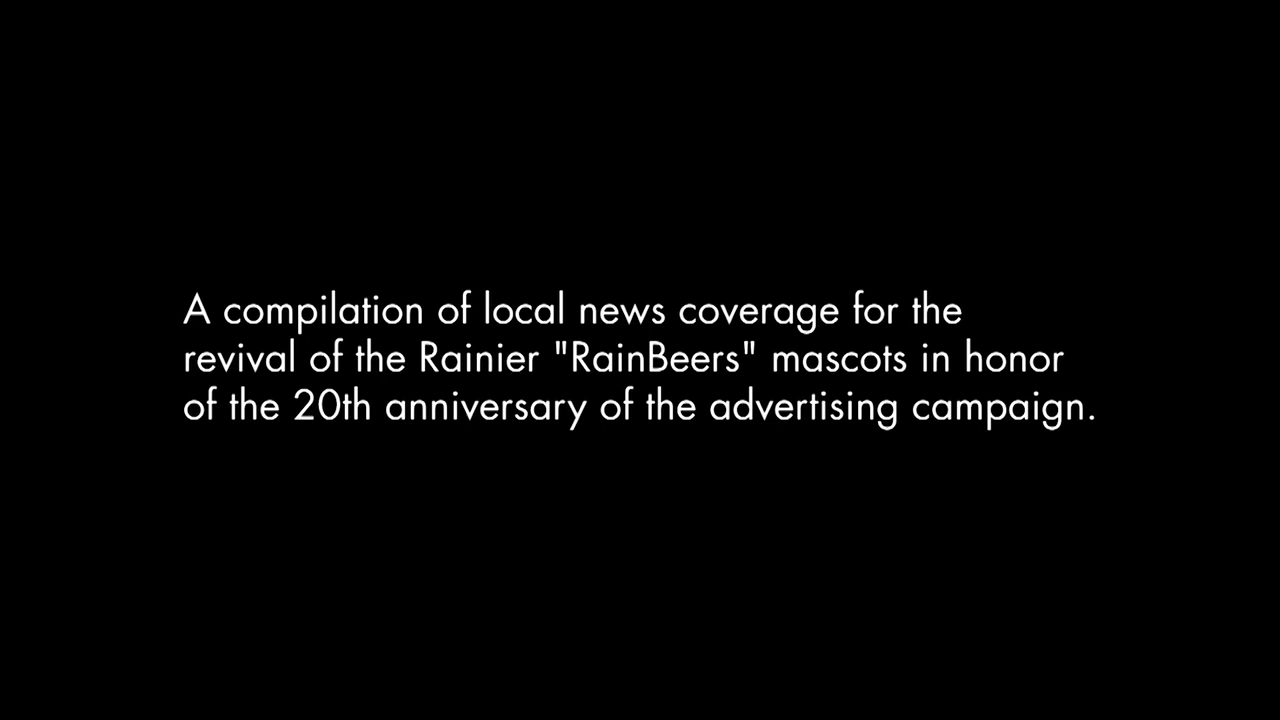 A compilation of local news coverage for the
revival of the Rainier "RainBeers" mascots in honor
of the 20th anniversary of the advertising campaign.